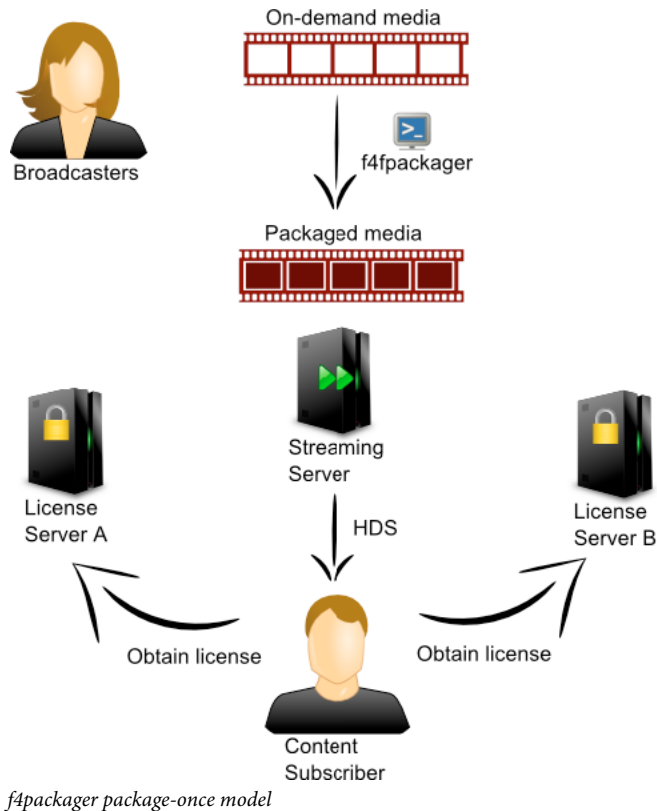 On-demand media
Broadcasters
f4fpackager
Packaged media
Streaming
Server
License
Server A
License
Server B
HDS
Obtain license
Obtain license
Content
Subscriber
f4packager package-once model